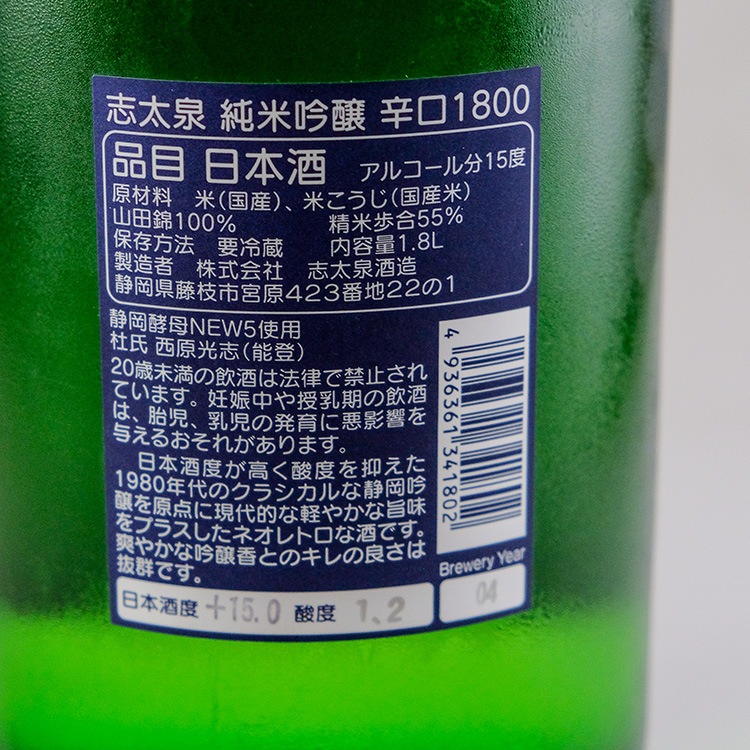 志太泉 純米吟醸 辛口1800
品目 日本酒 アルコール分15度
原材料 米(国産)、米こうじ(国産米)
山田錦100% 精米歩合55%
保存方法 要冷蔵 内容量1.8L
製造者 株式会社 志太泉酒造
静岡県藤枝市宮原423番地22の1
静岡酵母NEW5使用
杜氏 西原光志(能登)
20歳未満の飲酒は法律で禁止され
ています。妊娠中や授乳期の飲酒
は、胎児、乳児の発育に悪影響を
与えるおそれがあります。
日本酒度が高く酸度を抑えた
1980年代のクラシカルな静岡吟
醸を原点に現代的な軽やかな旨味
をプラスしたネオレトロな酒です。
爽やかな吟醸香とのキレの良さは
抜群です。
4 936361 341802
Brewery Year
04
日本酒度 +15.0 酸度 1.2